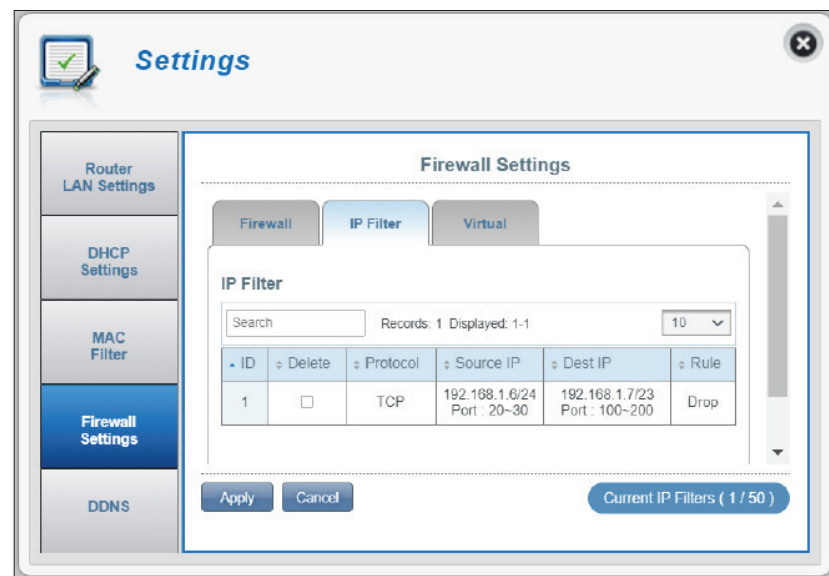 Settings
Router
LAN Settings
DHCP
Settings
MAC
Filter
Firewall
Settings
DDNS
Firewall Settings
Firewall
IP Filter
Virtual
IP Filter
Search
Records: 1 Displayed: 1-1
10
ID
Delete
Protocol
Source IP
Dest IP
Rule
1
TCP
192.168.1.6/24
Port : 20~30
192.168.1.7/23
Port : 100~200
Drop
Apply
Cancel
Current IP Filters ( 1 / 50 )